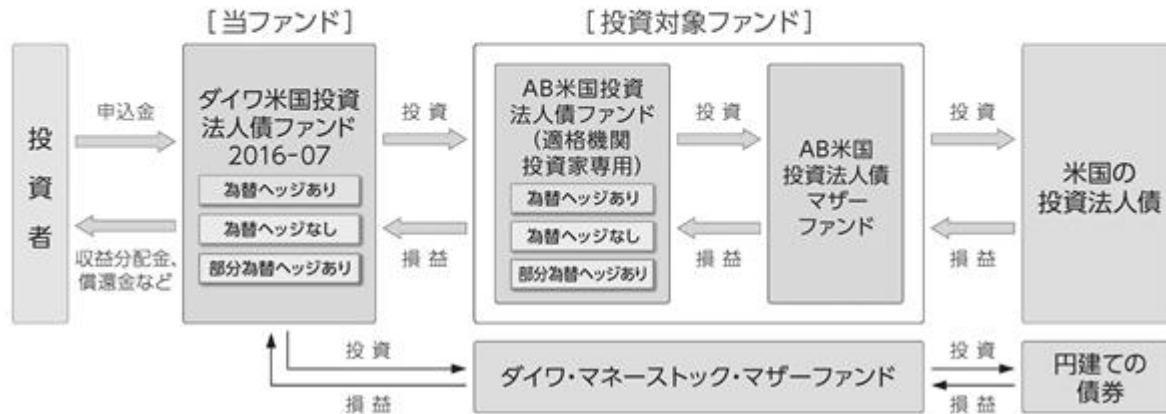 [当ファンド]
[投資対象ファンド]
投資者
申込金
収益分配金、
償還金など
ダイワ米国投資
法人債ファンド
2016-07
為替ヘッジあり
為替ヘッジなし
部分為替ヘッジあり
投資
損益
AB米国投資
法人債ファンド
(適格機関
投資家専用)
為替ヘッジあり
為替ヘッジなし
部分為替ヘッジあり
投資
損益
AB米国
投資法人債
マザー
ファンド
投資
損益
米国の
投資法人債
投資
損益
ダイワ・マネーストック・マザーファンド
投資
損益
円建ての
債券